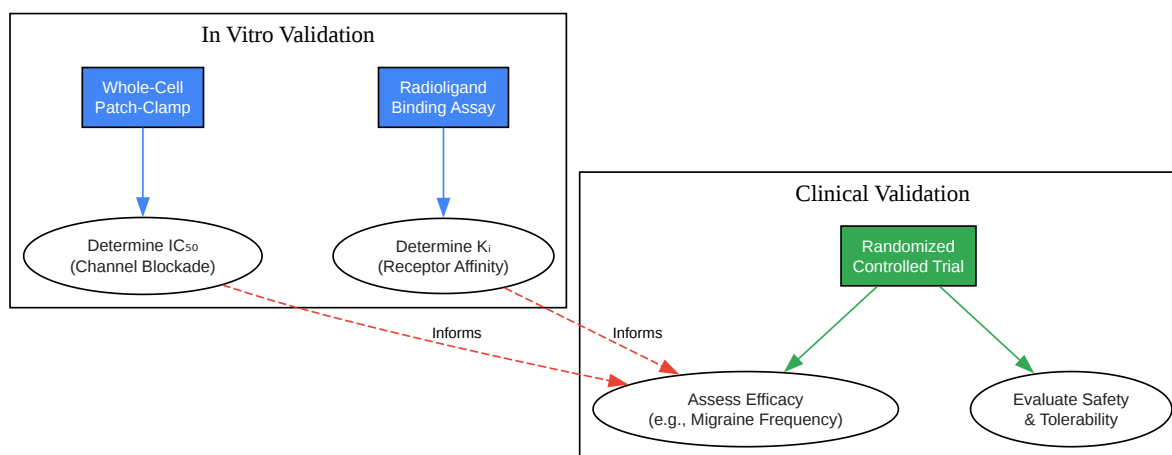 In Vitro Validation
Whole-Cell
Patch-Clamp
Radioligand
Binding Assay
Determine IC₅₀
(Channel Blockade)
Determine Kᵢ
(Receptor Affinity)
Clinical Validation
Randomized
Controlled Trial
Informs
Informs
Assess Efficacy
(e.g., Migraine Frequency)
Evaluate Safety
& Tolerability